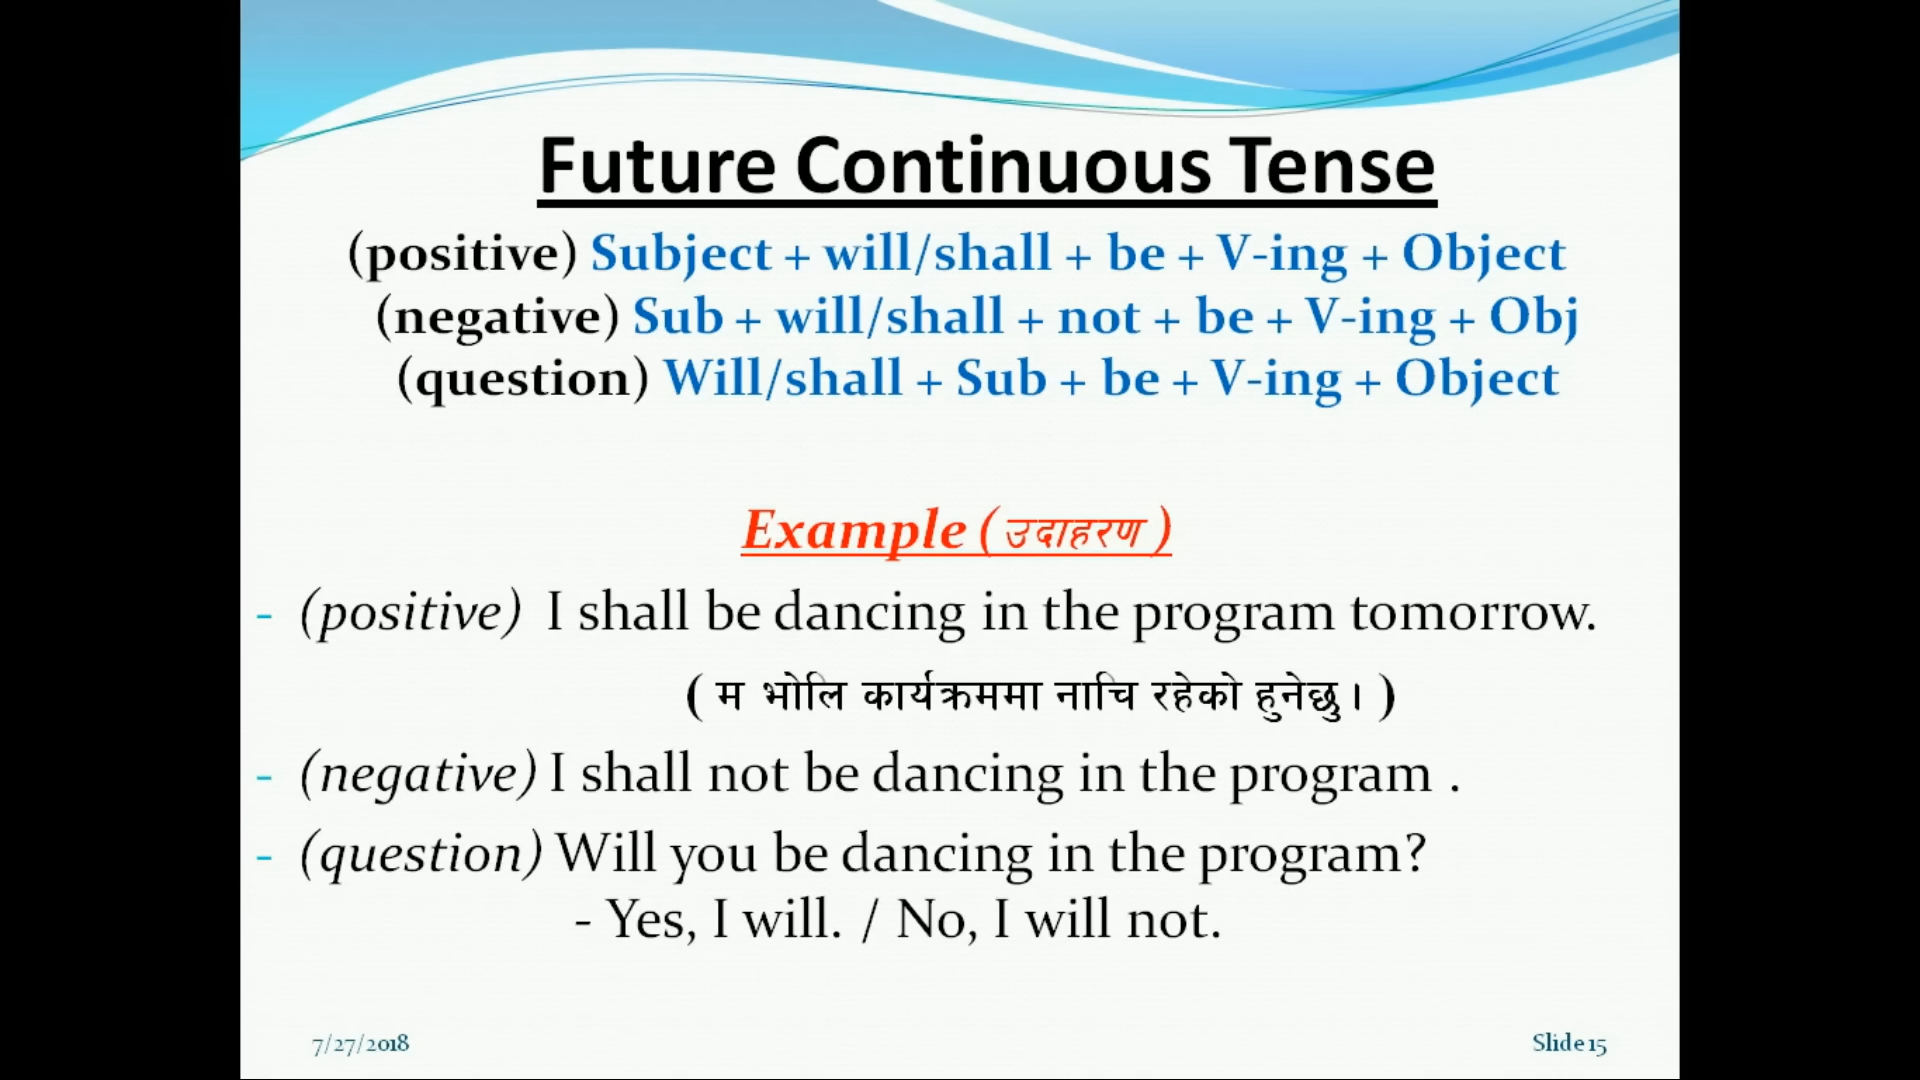 Future Continuous Tense
(positive) Subject + will/shall + be + V-ing + Object
(negative) Sub + will/shall + not + be + V-ing + Obj
(question) Will/shall + Sub + be + V-ing + Object
Example ( उदाहरण )
- (positive) I shall be dancing in the program tomorrow.
( म भोलि कार्यक्रममा नाचि रहेको हुनेछु । )
- (negative) I shall not be dancing in the program .
- (question) Will you be dancing in the program?
- Yes, I will. / No, I will not.
7/27/2018 Slide 15